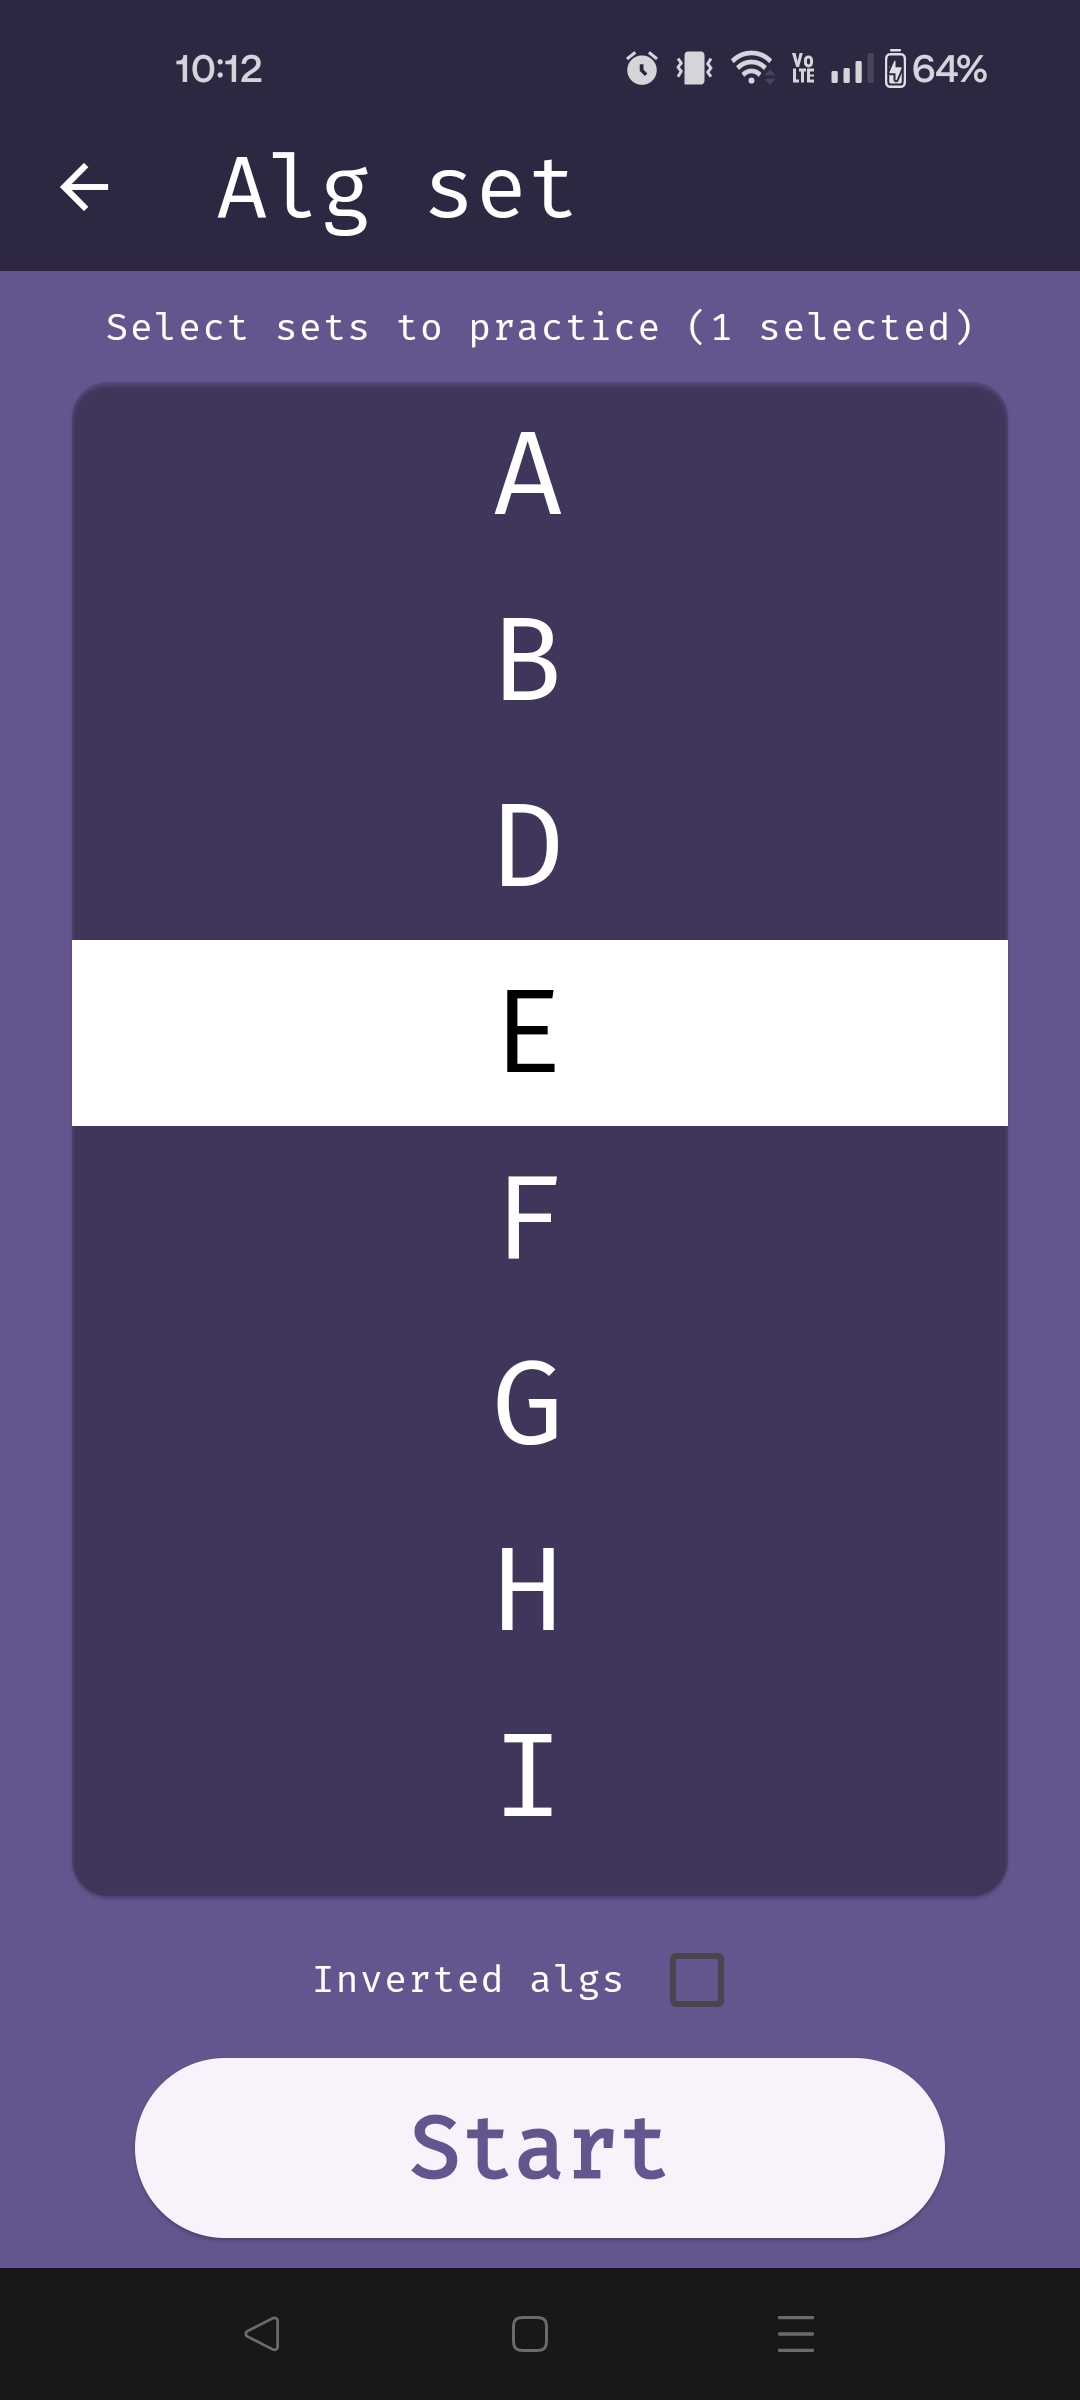 10:12
Vo
LTE
64%
Alg set
Select sets to practice (1 selected)
A
B
D
E
F
G
H
I
Inverted algs
Start